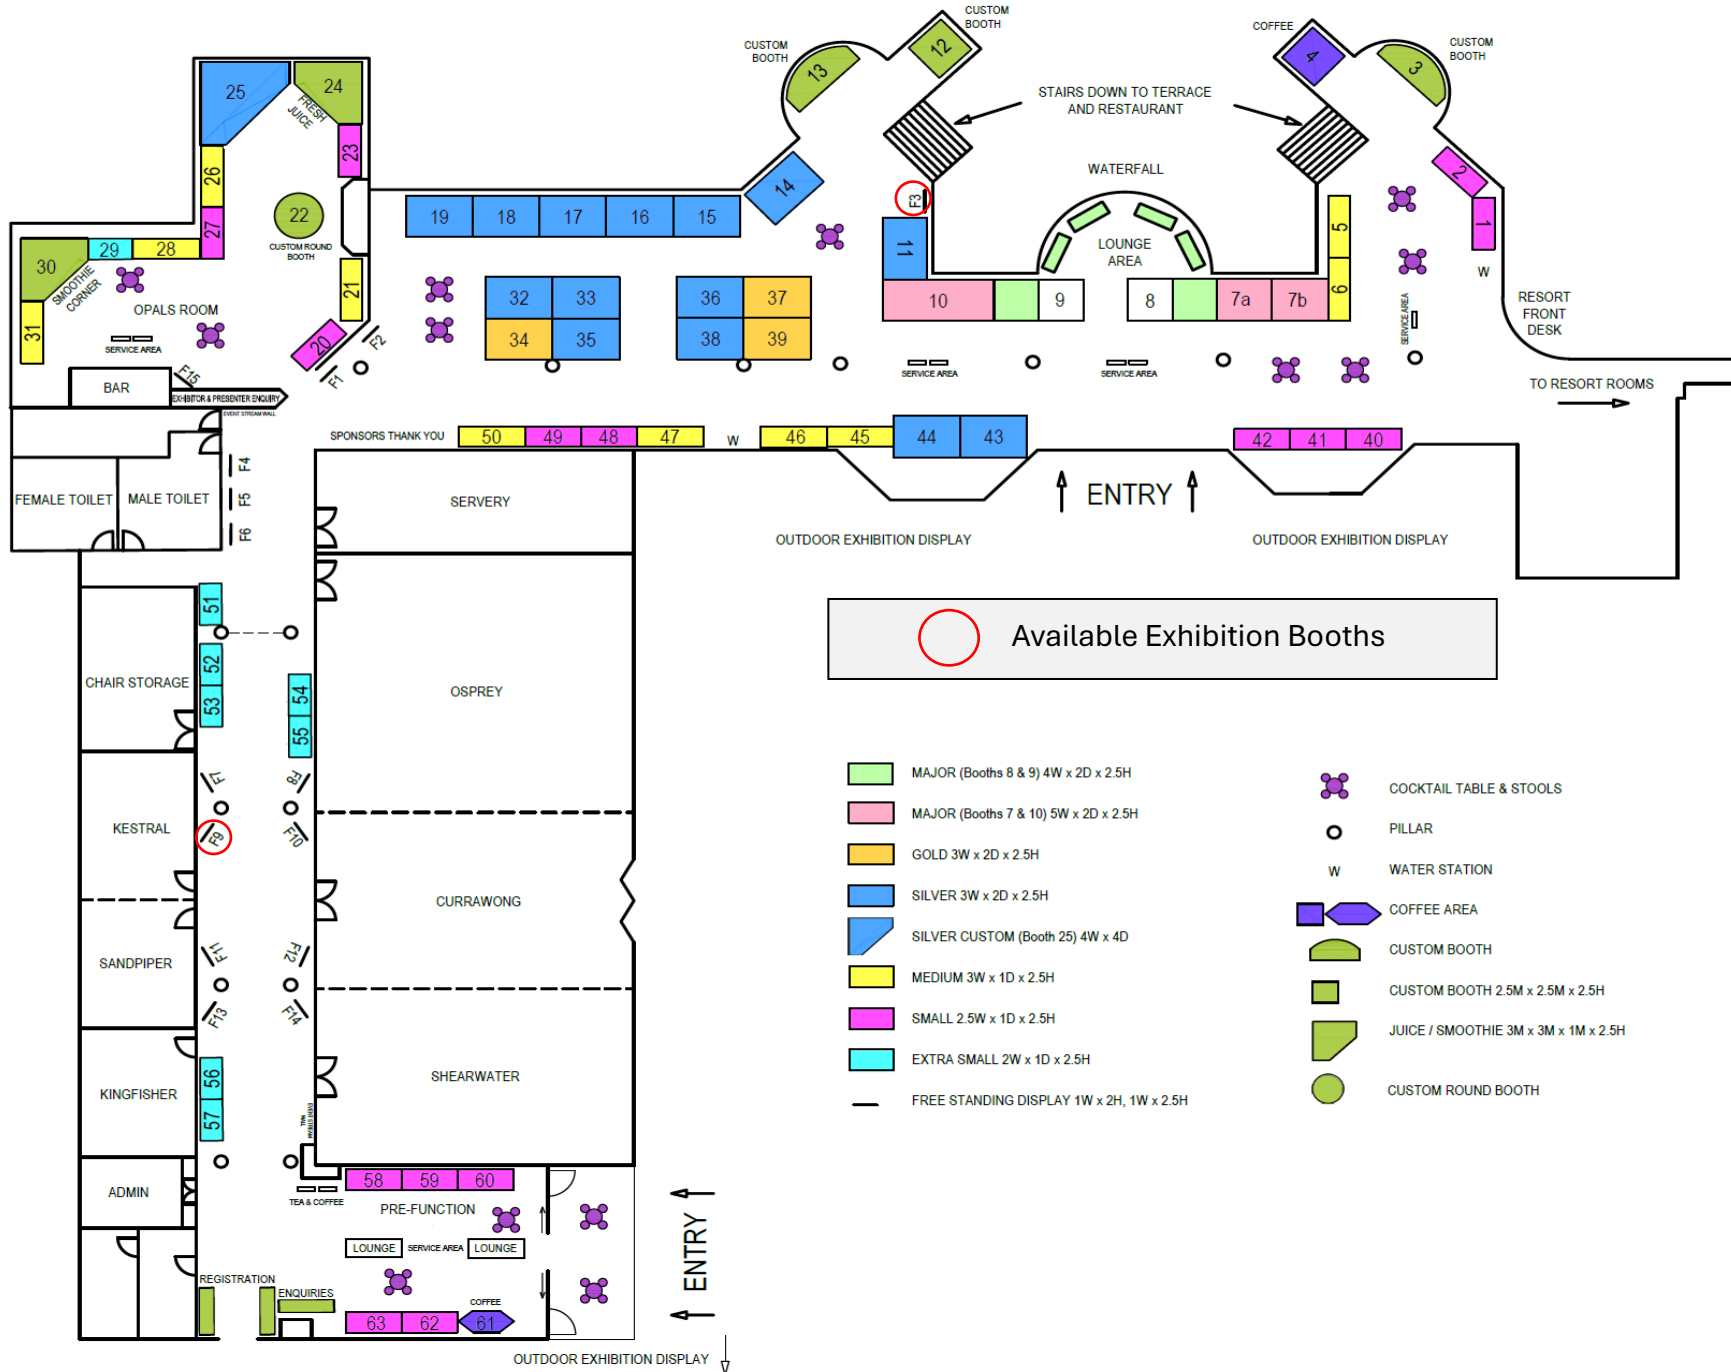 CUSTOM
BOOTH
12
CUSTOM
BOOTH
13
COFFEE
4
CUSTOM
BOOTH
3
STAIRS DOWN TO TERRACE
AND RESTAURANT
WATERFALL
25
24
FRESH
JUICE
23
26
27
22
CUSTOM ROUND
BOOTH
30
29
28
SMOOTHIE
CORNER
31
OPALS ROOM
SERVICE AREA
21
20
F2
F1
BAR
F15
EXHIBITOR & PRESENTER ENQUIRY
EVENT STREAM WALL
19
18
17
16
15
14
F3
11
10
9
8
7a
7b
6
5
LOUNGE
AREA
2
1
W
SERVICE AREA
RESORT
FRONT
DESK
TO RESORT ROOMS
32
33
34
35
36
37
38
39
SERVICE AREA
SERVICE AREA
SPONSORS THANK YOU
50
49
48
47
W
46
45
44
43
42
41
40
ENTRY
OUTDOOR EXHIBITION DISPLAY
OUTDOOR EXHIBITION DISPLAY
FEMALE TOILET
MALE TOILET
F4
F5
F6
SERVERY
OSPREY
CURRAWONG
SHEARWATER
51
52
53
54
55
CHAIR STORAGE
KESTRAL
SANDPIPER
KINGFISHER
ADMIN
F7
F8
F9
F10
F11
F12
F13
F14
56
57
EVENT STREAM
WALL
TEA & COFFEE
58
59
60
PRE-FUNCTION
LOUNGE
SERVICE AREA
LOUNGE
REGISTRATION
ENQUIRIES
COFFEE
63
62
61
ENTRY
OUTDOOR EXHIBITION DISPLAY
Available Exhibition Booths
MAJOR (Booths 8 & 9) 4W x 2D x 2.5H
MAJOR (Booths 7 & 10) 5W x 2D x 2.5H
GOLD 3W x 2D x 2.5H
SILVER 3W x 2D x 2.5H
SILVER CUSTOM (Booth 25) 4W x 4D
MEDIUM 3W x 1D x 2.5H
SMALL 2.5W x 1D x 2.5H
EXTRA SMALL 2W x 1D x 2.5H
FREE STANDING DISPLAY 1W x 2H, 1W x 2.5H
COCKTAIL TABLE & STOOLS
PILLAR
W
WATER STATION
COFFEE AREA
CUSTOM BOOTH
CUSTOM BOOTH 2.5M x 2.5M x 2.5H
JUICE / SMOOTHIE 3M x 3M x 1M x 2.5H
CUSTOM ROUND BOOTH